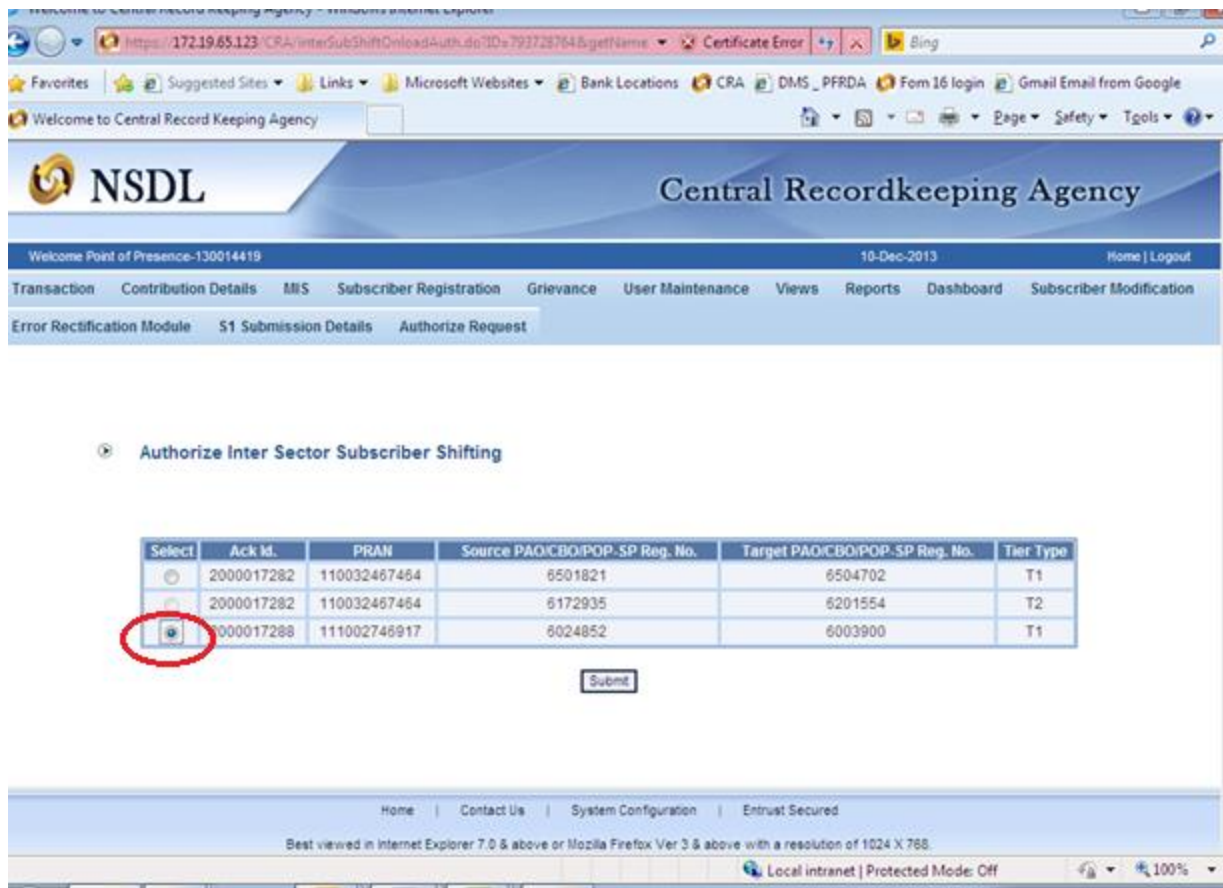 Welcome to Central Record Keeping Agency - Windows Internet Explorer
https://172.19.65.123/CRA/interSubShiftOnloadAuth.do?ID=793728764&getName Certificate Error Bing
Favorites Suggested Sites Links Microsoft Websites Bank Locations CRA DMS_PFRDA Fom 16 login Gmail Email from Google
Welcome to Central Record Keeping Agency Page Safety Tools
NSDL Central Recordkeeping Agency
Welcome Point of Presence-130014419 10-Dec-2013 Home | Logout
Transaction Contribution Details MIS Subscriber Registration Grievance User Maintenance Views Reports Dashboard Subscriber Modification
Error Rectification Module S1 Submission Details Authorize Request
Authorize Inter Sector Subscriber Shifting
Select Ack Id. PRAN Source PAO/CBO/POP-SP Reg. No. Target PAO/CBO/POP-SP Reg. No. Tier Type
2000017282 110032467464 6501821 6504702 T1
2000017282 110032467464 6172935 6201554 T2
2000017288 111002746917 6024852 6003900 T1
Submit
Home | Contact Us | System Configuration | Entrust Secured
Best viewed in Internet Explorer 7.0 & above or Mozilla Firefox Ver 3 & above with a resolution of 1024 X 768.
Local intranet | Protected Mode: Off 100%